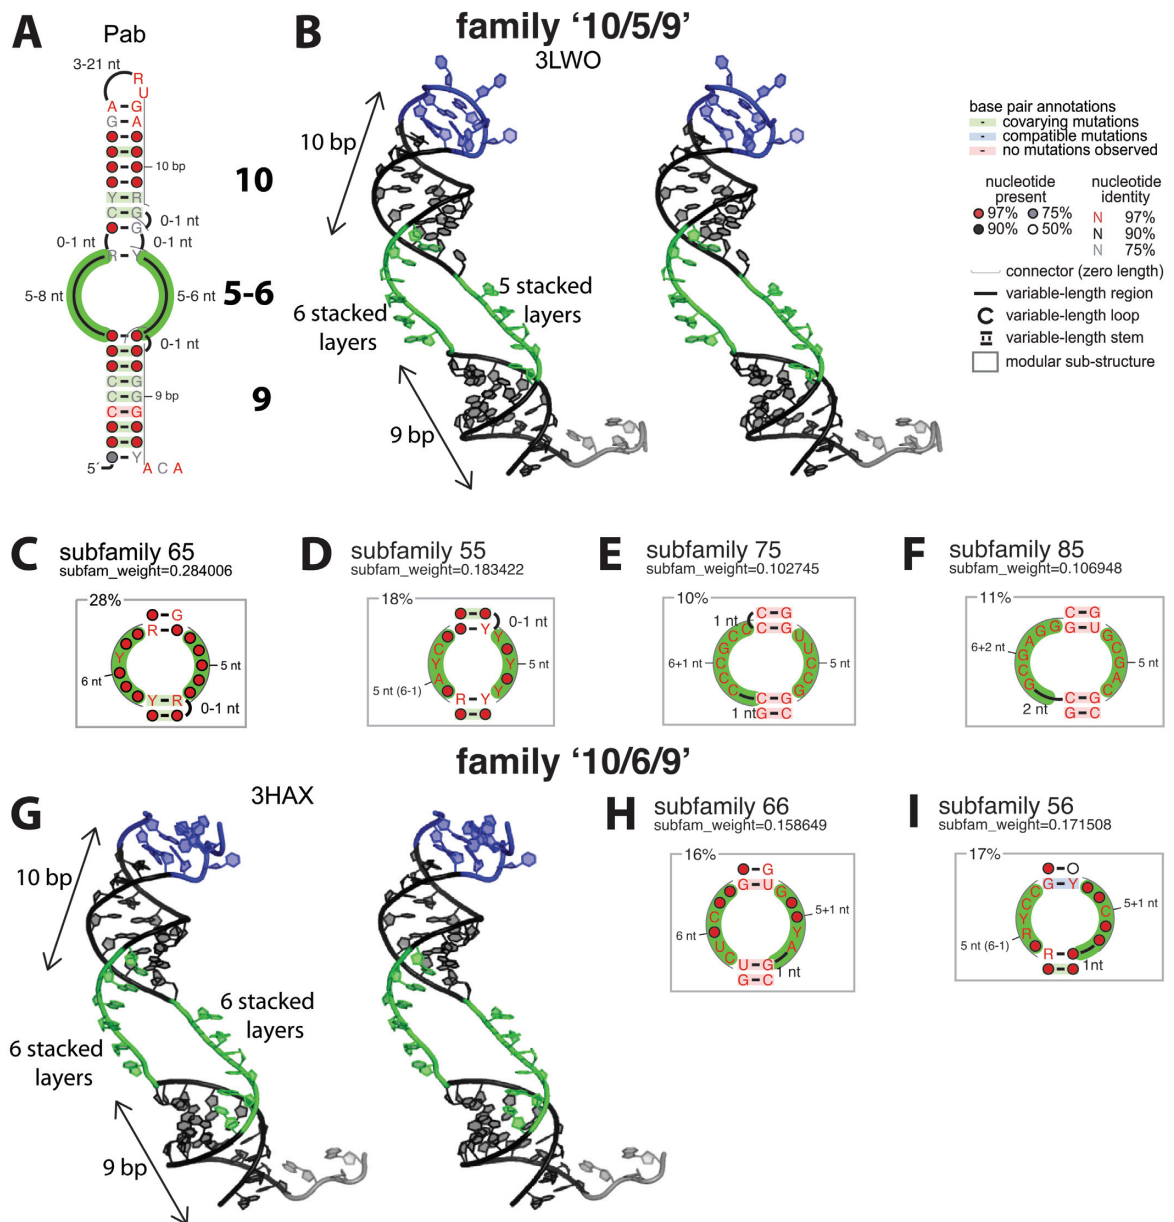 family ‘10/5/9’
A
Pab
3-21 nt
R
U
A - G
G - A
10 bp
Y - R
C - G
0-1 nt
G
0-1 nt
0-1 nt
R - Y
5-8 nt
5-6 nt
0-1 nt
C - G
C - G
9 bp
C - G
Y
5´
A C A
10
5-6
9
B
3LWO
10 bp
5 stacked
layers
6 stacked
layers
9 bp
base pair annotations
- covarying mutations
- compatible mutations
- no mutations observed
nucleotide
present
97% 75%
90% 50%
nucleotide
identity
N 97%
N 90%
N 75%
connector (zero length)
variable-length region
variable-length loop
variable-length stem
modular sub-structure
C
subfamily 65
subfam_weight=0.284006
28%
G
R
Y
6 nt
5 nt
Y - R
0-1 nt
D
subfamily 55
subfam_weight=0.183422
18%
0-1 nt
Y
Y
C
Y
Y
A
Y
5 nt
5 nt (6-1)
R - Y
E
subfamily 75
subfam_weight=0.102745
10%
1 nt
C - G
C - G
C
C
G
C
C
C
U
U
C
C
G
6+1 nt
5 nt
C - G
1 nt
G - C
F
subfamily 85
subfam_weight=0.106948
11%
C - G
G - U
G
G
A
G
C
G
G
C
G
A
C
6+2 nt
5 nt
C - G
2 nt
G - C
family ‘10/6/9’
G
3HAX
10 bp
6 stacked
layers
6 stacked
layers
9 bp
H
subfamily 66
subfam_weight=0.158649
16%
G
G - U
G
C
Y
A
U
C
5+1 nt
6 nt
U - G
1 nt
G - C
I
subfamily 56
subfam_weight=0.171508
17%
G - Y
C
C
Y
R
C
5+1 nt
5 nt (6-1)
R
1nt